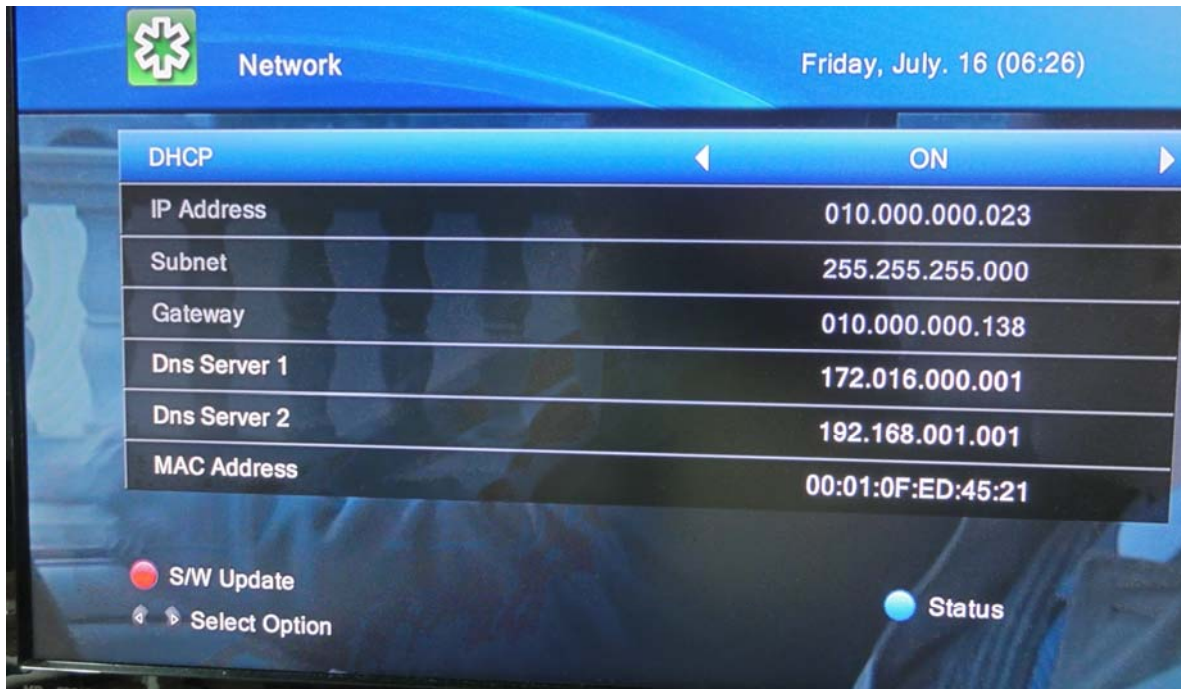 Network
Friday, July. 16 (06:26)
DHCP ON
IP Address 010.000.000.023
Subnet 255.255.255.000
Gateway 010.000.000.138
Dns Server 1 172.016.000.001
Dns Server 2 192.168.001.001
MAC Address 00:01:0F:ED:45:21
S/W Update
Select Option
Status